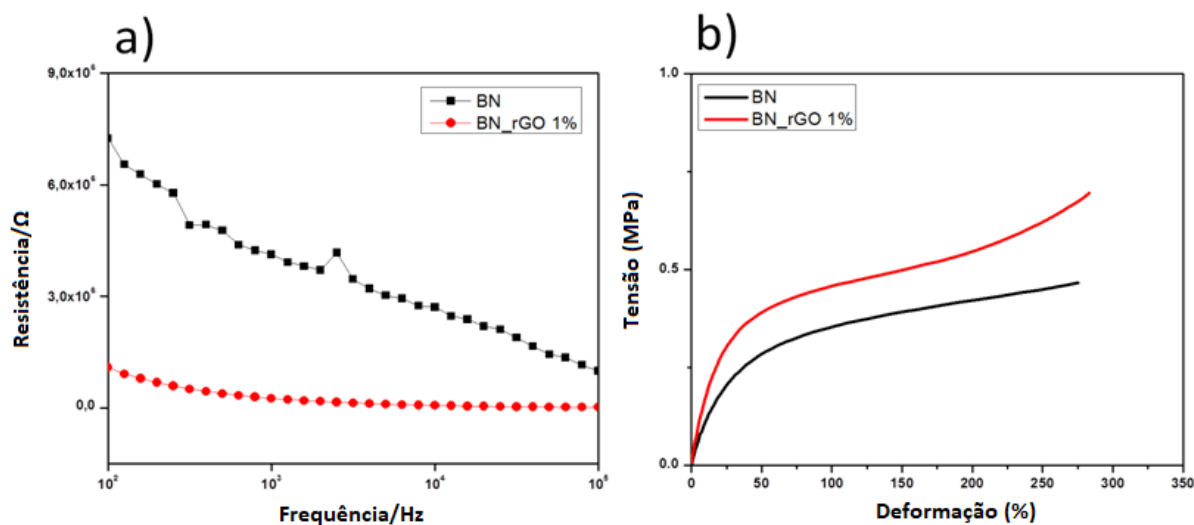 a)
9,0x10⁶
6,0x10⁶
3,0x10⁶
0,0
Resistência/Ω
BN
BN_rGO 1%
10²
10³
10⁴
10⁵
Frequência/Hz
b)
1.0
0.5
0.0
Tensão (MPa)
BN
BN_rGO 1%
0
50
100
150
200
250
300
350
Deformação (%)